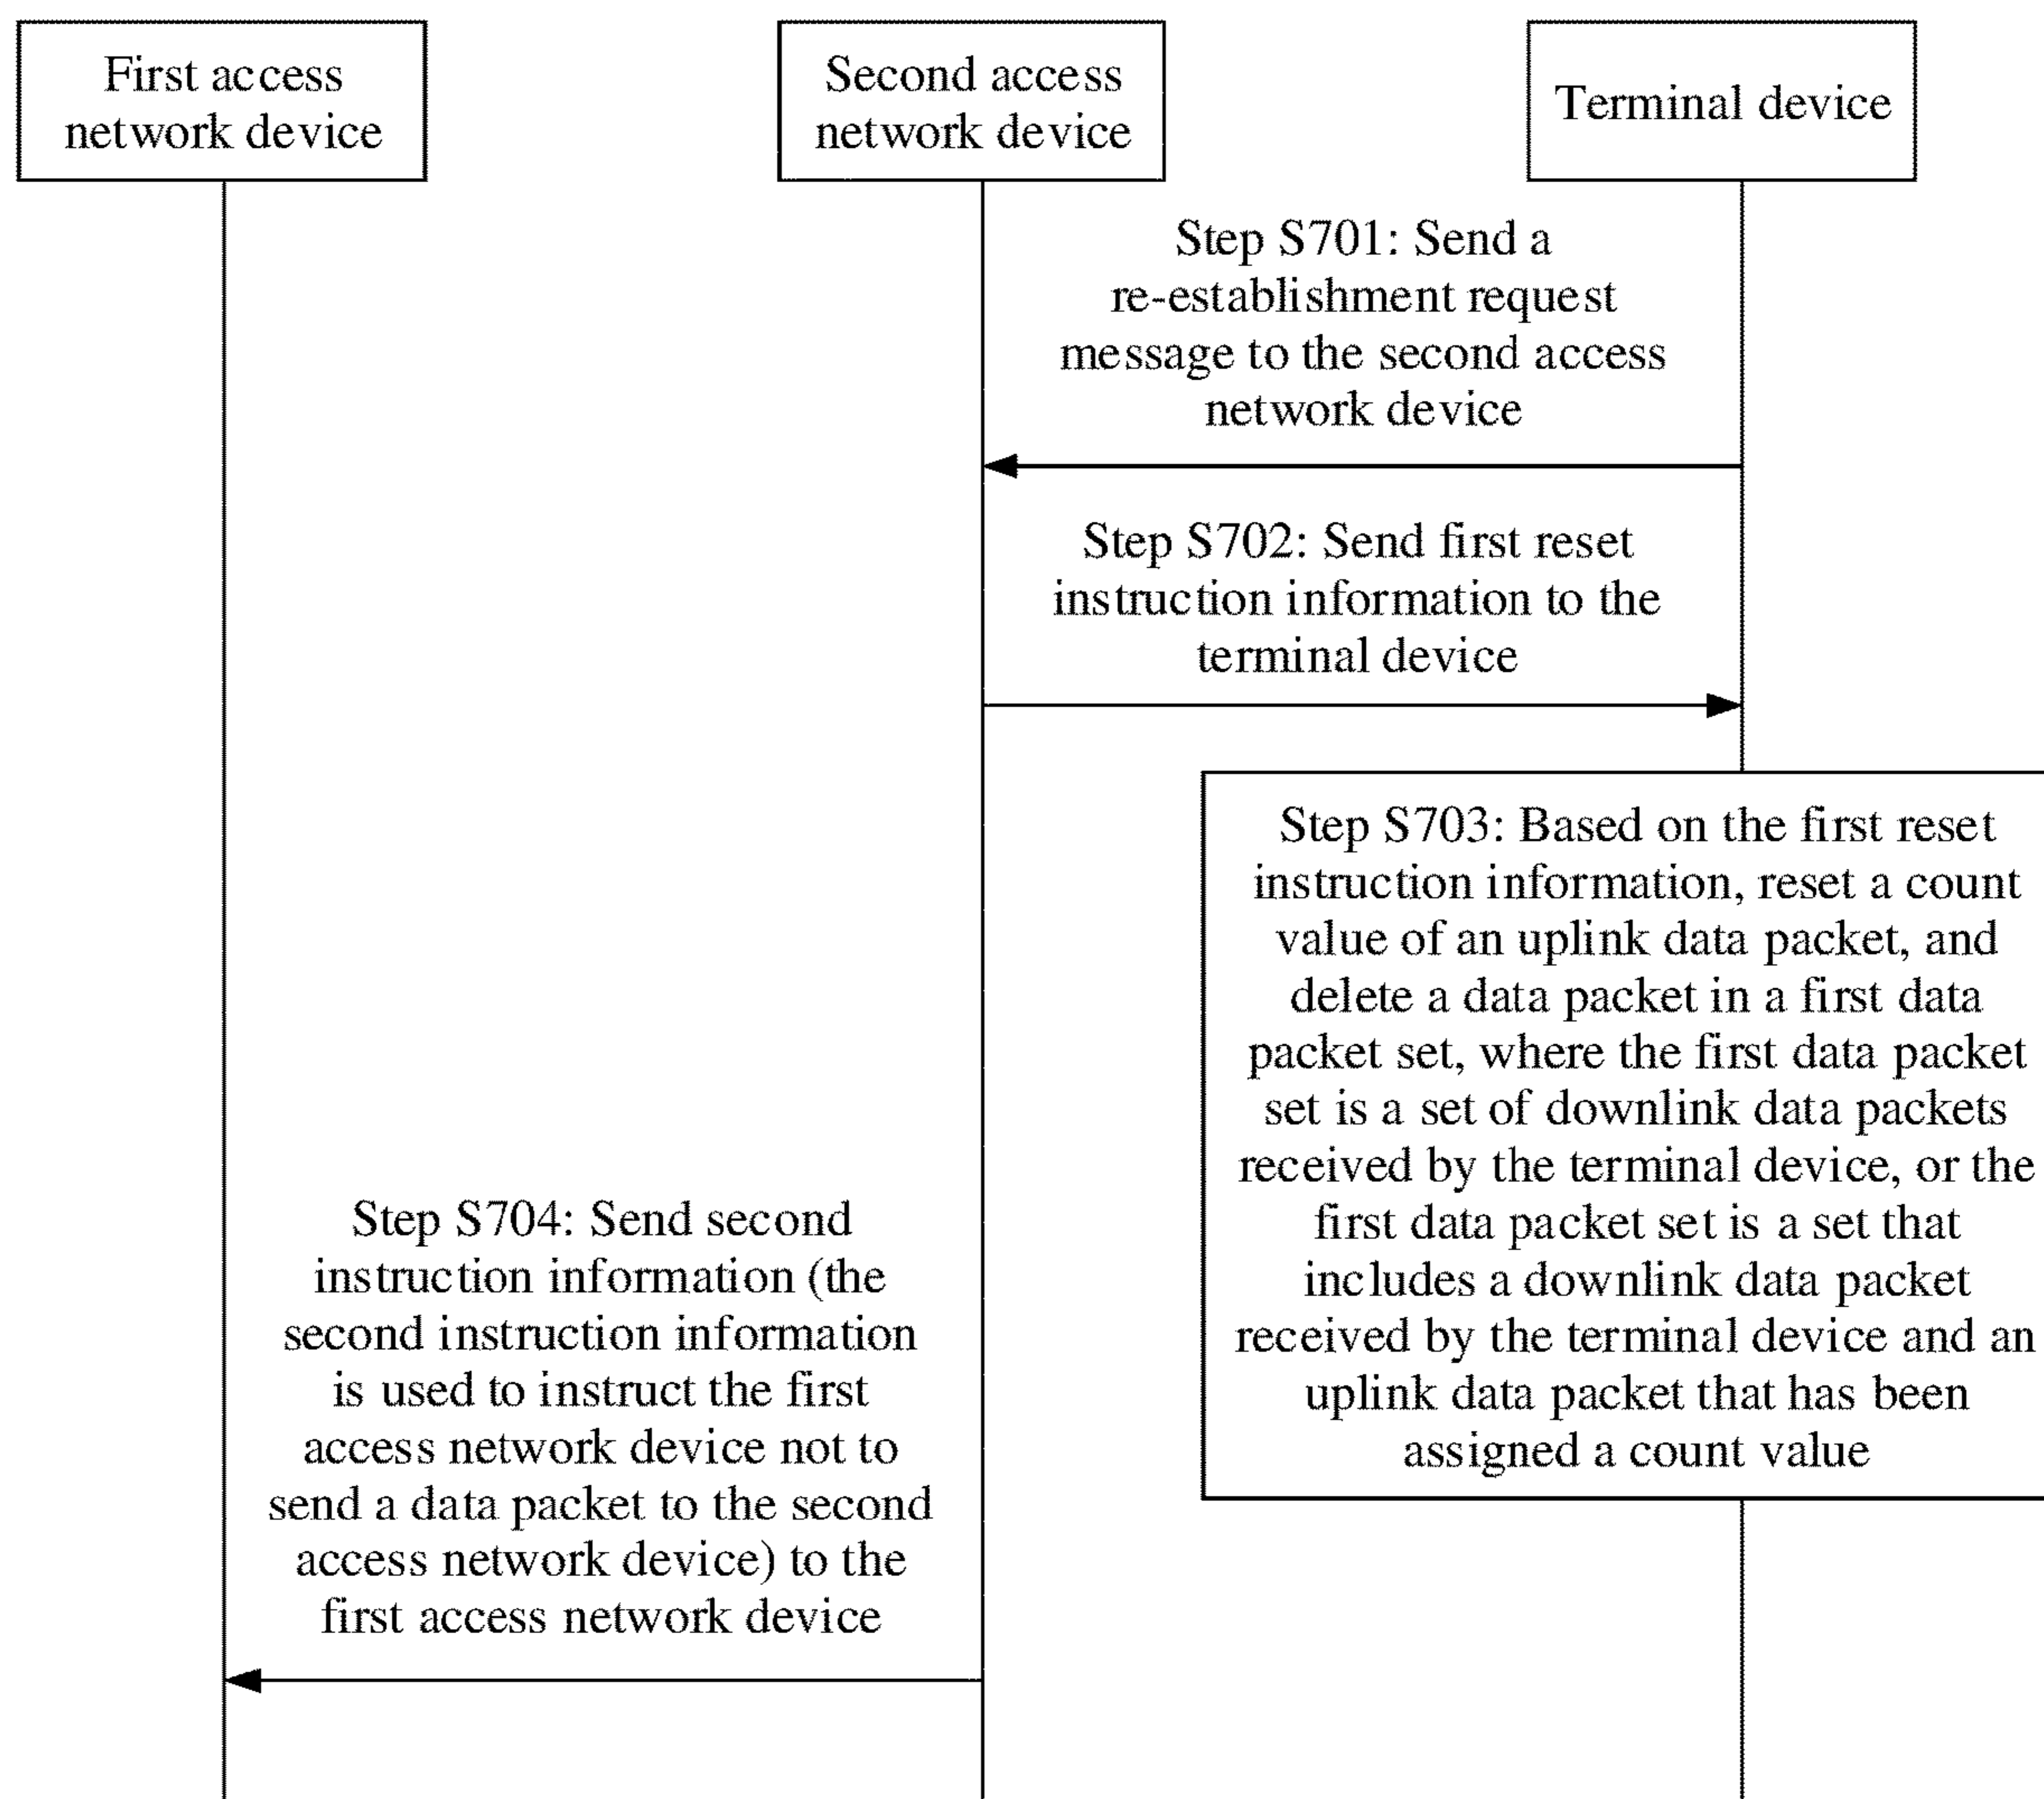 First access
network device
Second access
network device
Terminal device
Step S701: Send a
re-establishment request
message to the second access
network device
Step S702: Send first reset
instruction information to the
terminal device
Step S703: Based on the first reset
instruction information, reset a count
value of an uplink data packet, and
delete a data packet in a first data
packet set, where the first data packet
set is a set of downlink data packets
received by the terminal device, or the
first data packet set is a set that
includes a downlink data packet
received by the terminal device and an
uplink data packet that has been
assigned a count value
Step S704: Send second
instruction information (the
second instruction information
is used to instruct the first
access network device not to
send a data packet to the second
access network device) to the
first access network device